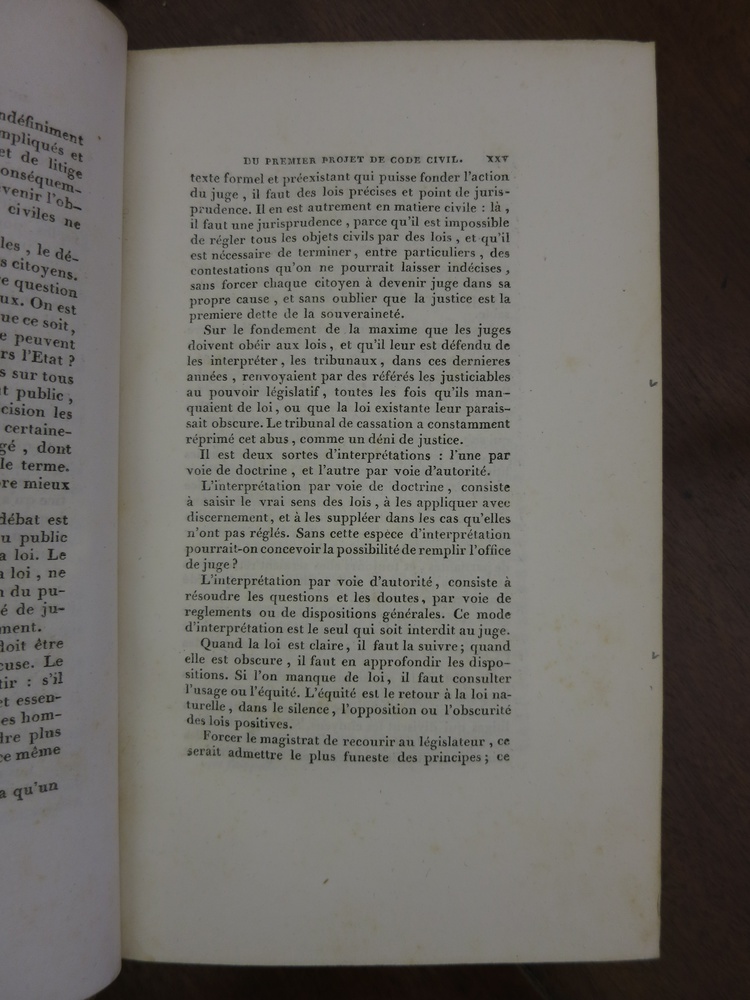 ndéfiniment
mpliqués et
et de litige
onséquem-
venir l'ob-
civiles ne
les , le dé-
s citoyens.
e question
ux. On est
ue ce soit,
e peuvent
rs l'Etat ?
s sur tous
t public ,
cision les
certaine-
gé , dont
le terme.
re mieux
débat est
u public
a loi. Le
a loi , ne
n du pu-
é de ju-
ment.
doit être
cuse. Le
tir : s'il
et essen-
es hom-
dre plus
ce même
a qu'un
DU PREMIER PROJET DE CODE CIVIL. XXV
texte formel et préexistant qui puisse fonder l'action
du juge , il faut des lois précises et point de juris-
prudence. Il en est autrement en matiere civile : là ,
il faut une jurisprudence , parce qu'il est impossible
de régler tous les objets civils par des lois , et qu'il
est nécessaire de terminer, entre particuliers , des
contestations qu'on ne pourrait laisser indécises ,
sans forcer chaque citoyen à devenir juge dans sa
propre cause , et sans oublier que la justice est la
premiere dette de la souveraineté.
Sur le fondement de la maxime que les juges
doivent obéir aux lois , et qu'il leur est défendu de
les interpréter, les tribunaux , dans ces dernieres
années , renvoyaient par des référés les justiciables
au pouvoir législatif, toutes les fois qu'ils man-
quaient de loi, ou que la loi existante leur parais-
sait obscure. Le tribunal de cassation a constamment
réprimé cet abus , comme un déni de justice.
Il est deux sortes d'interprétations : l'une par
voie de doctrine , et l'autre par voie d'autorité.
L'interprétation par voie de doctrine , consiste
à saisir le vrai sens des lois , à les appliquer avec
discernement, et à les suppléer dans les cas qu'elles
n'ont pas réglés. Sans cette espece d'interprétation
pourrait-on concevoir la possibilité de remplir l'office
de juge ?
L'interprétation par voie d'autorité, consiste à
résoudre les questions et les doutes, par voie de
reglements ou de dispositions générales. Ce mode
d'interprétation est le seul qui soit interdit au juge.
Quand la loi est claire, il faut la suivre ; quand
elle est obscure , il faut en approfondir les dispo-
sitions. Si l'on manque de loi, il faut consulter
l'usage ou l'équité. L'équité est le retour à la loi na-
turelle , dans le silence, l'opposition ou l'obscurité
des lois positives.
Forcer le magistrat de recourir au législateur , ce
serait admettre le plus funeste des principes ; ce